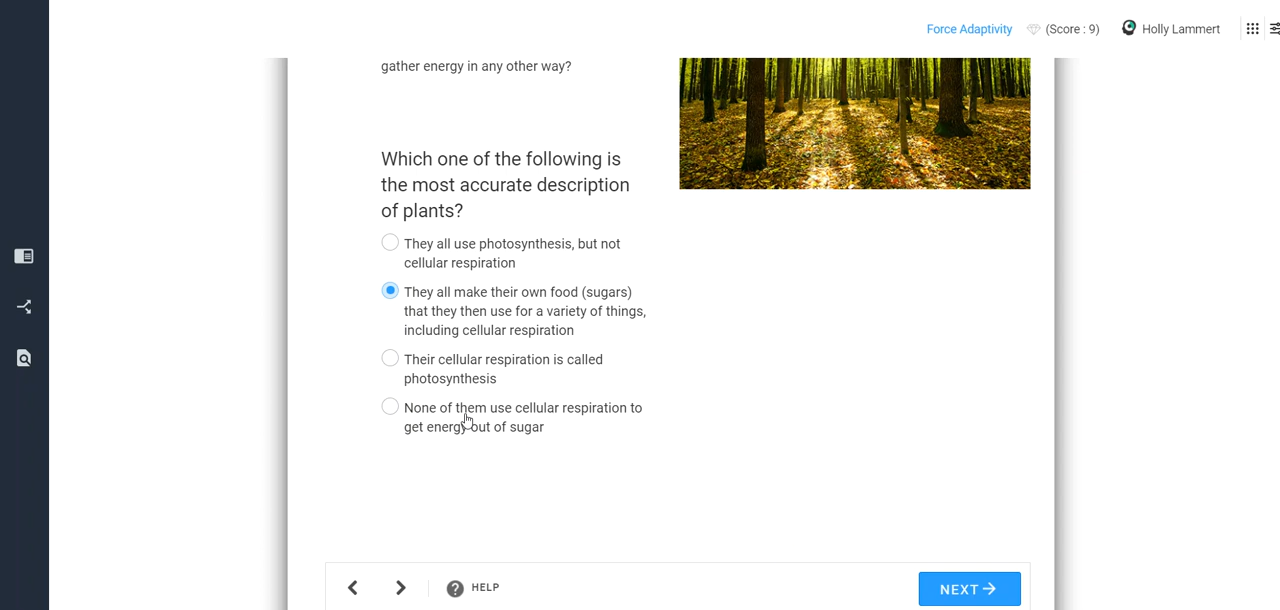 Force Adaptivity (Score : 9) Holly Lammert
gather energy in any other way?
Which one of the following is
the most accurate description
of plants?
They all use photosynthesis, but not
cellular respiration
They all make their own food (sugars)
that they then use for a variety of things,
including cellular respiration
Their cellular respiration is called
photosynthesis
None of them use cellular respiration to
get energy out of sugar
HELP
NEXT